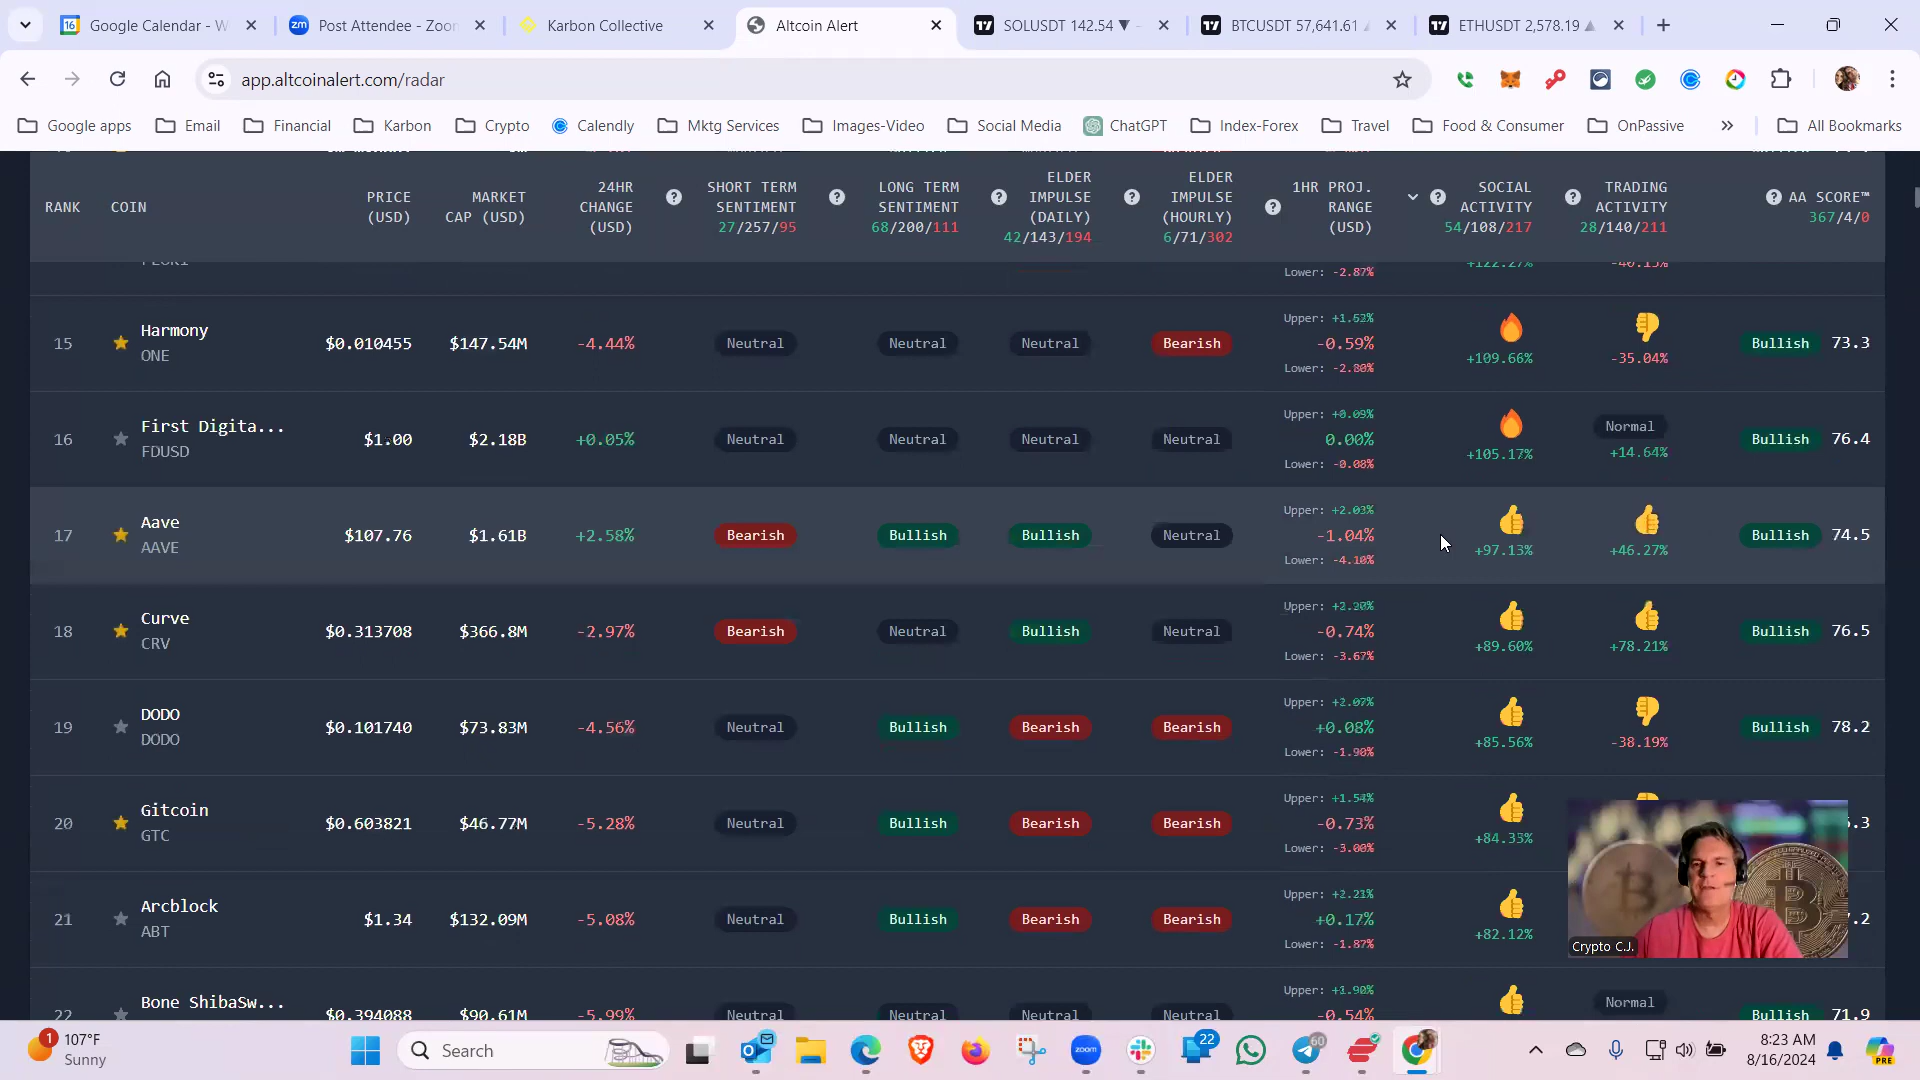 Google Calendar - W
Post Attendee - Zoom
Karbon Collective
Altcoin Alert
SOLUSDT 142.54 ▼
BTCUSDT 57,641.61
ETHUSDT 2,578.19 ▲
app.altcoinalert.com/radar
Google apps Email Financial Karbon Crypto Calendly Mktg Services Images-Video Social Media ChatGPT Index-Forex Travel Food & Consumer OnPassive » All Bookmarks
RANK
COIN
PRICE
(USD)
MARKET
CAP (USD)
24HR
CHANGE
(USD)
SHORT TERM
SENTIMENT
27/257/95
LONG TERM
SENTIMENT
68/200/111
ELDER
IMPULSE
(DAILY)
42/143/194
ELDER
IMPULSE
(HOURLY)
6/71/302
1HR PROJ.
RANGE
(USD)
SOCIAL
ACTIVITY
54/108/217
TRADING
ACTIVITY
28/140/211
AA SCORE™
367/4/0
Lower: -2.87%
15 Harmony ONE $0.010455 $147.54M -4.44% Neutral Neutral Neutral Bearish
Upper: +1.62%
-0.59%
Lower: -2.80%
+109.66% -35.04% Bullish 73.3
16 First Digita... FDUSD $1.00 $2.18B +0.05% Neutral Neutral Neutral Neutral
Upper: +0.09%
0.00%
Lower: -0.08%
+105.17% Normal +14.64% Bullish 76.4
17 Aave AAVE $107.76 $1.61B +2.58% Bearish Bullish Bullish Neutral
Upper: +2.03%
-1.04%
Lower: -4.10%
+97.13% +46.27% Bullish 74.5
18 Curve CRV $0.313708 $366.8M -2.97% Bearish Neutral Bullish Neutral
Upper: +2.20%
-0.74%
Lower: -3.67%
+89.60% +78.21% Bullish 76.5
19 DODO DODO $0.101740 $73.83M -4.56% Neutral Bullish Bearish Bearish
Upper: +2.07%
+0.08%
Lower: -1.90%
+85.56% -38.19% Bullish 78.2
20 Gitcoin GTC $0.603821 $46.77M -5.28% Neutral Bullish Bearish Bearish
Upper: +1.54%
-0.73%
Lower: -3.00%
+84.33% .3
21 Arcblock ABT $1.34 $132.09M -5.08% Neutral Bullish Bearish Bearish
Upper: +2.21%
+0.17%
Lower: -1.87%
+82.12% .2
22 Bone ShibaSw... $0.394088 $90.61M -5.99% Neutral Neutral Neutral Neutral
Upper: +1.90%
-0.54%
Normal Bullish 71.9
Crypto C.J.
1
107°F
Sunny
Search
zoom
22
60
8:23 AM
8/16/2024
PRE